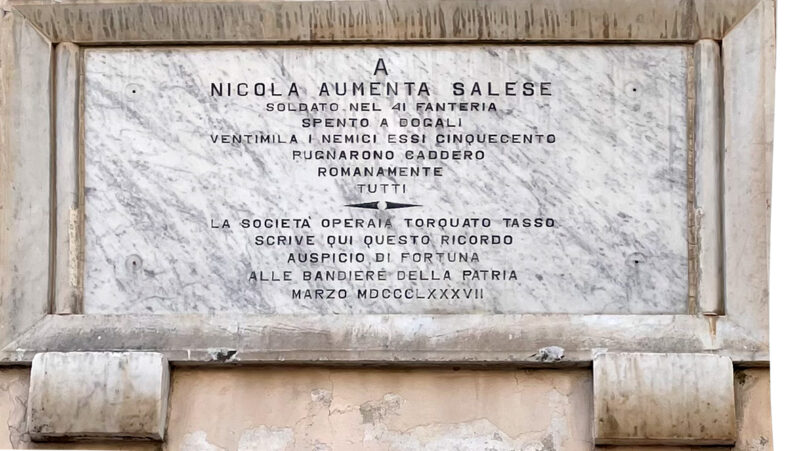 A
NICOLA AUMENTA SALESE
SOLDATO NEL 41 FANTERIA
SPENTO A DOGALI
VENTIMILA I NEMICI ESSI CINQUECENTO
PUGNARONO CADDERO
ROMANAMENTE
TUTTI
LA SOCIETÀ OPERAIA TORQUATO TASSO
SCRIVE QUI QUESTO RICORDO
AUSPICIO DI FORTUNA
ALLE BANDIERE DELLA PATRIA
MARZO MDCCCLXXXVII